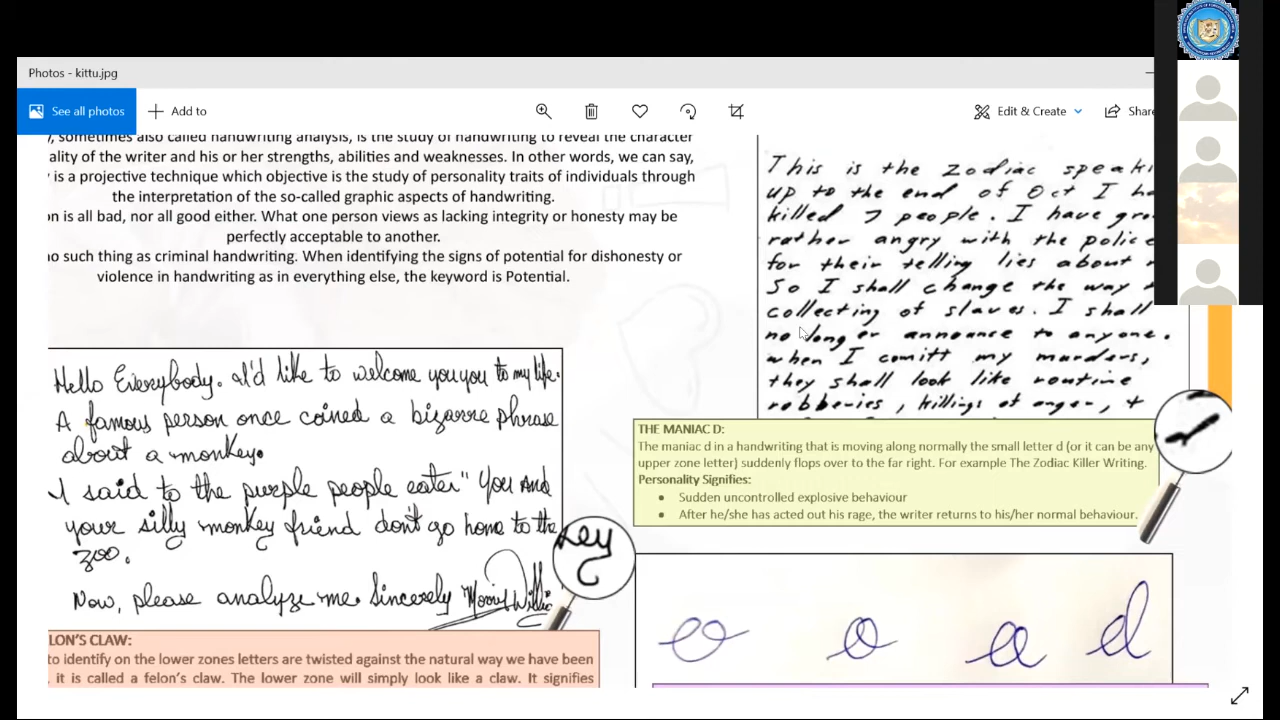 Photos - kittu.jpg
See all photos
Add to
Edit & Create
Share
, sometimes also called handwriting analysis, is the study of handwriting to reveal the character
ality of the writer and his or her strengths, abilities and weaknesses. In other words, we can say,
is a projective technique which objective is the study of personality traits of individuals through
the interpretation of the so-called graphic aspects of handwriting.
on is all bad, nor all good either. What one person views as lacking integrity or honesty may be
perfectly acceptable to another.
no such thing as criminal handwriting. When identifying the signs of potential for dishonesty or
violence in handwriting as in everything else, the keyword is Potential.
Hello Everybody. I'd like to welcome you you to my life.
A famous person once coined a bizarre phrase
about a monkey.
I said to the purple people eater" You and
your silly monkey friend don't go home to the
zoo.
Now, please analyze me. Sincerely Morris Willi
key
LON'S CLAW:
to identify on the lower zones letters are twisted against the natural way we have been
, it is called a felon's claw. The lower zone will simply look like a claw. It signifies
This is the Zodiac speaki
up to the end of Oct I ha
killed 7 people. I have gro
rather angry with the police
for their telling lies about
So I shall change the way
collecting of slaves. I shall
no longer announce to anyone.
when I comitt my murders,
they shall look like routine
robberies, killings of anger, +
THE MANIAC D:
The maniac d in a handwriting that is moving along normally the small letter d (or it can be any
upper zone letter) suddenly flops over to the far right. For example The Zodiac Killer Writing.
Personality Signifies:
• Sudden uncontrolled explosive behaviour
• After he/she has acted out his rage, the writer returns to his/her normal behaviour.
o o a d